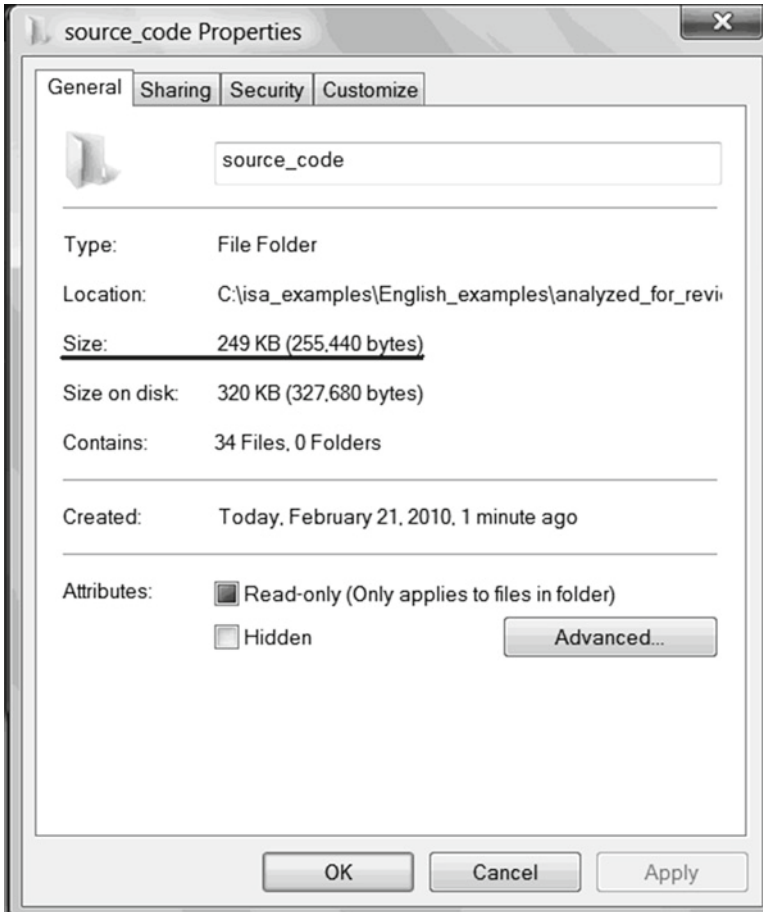 source_code Properties
General Sharing Security Customize
source_code
Type: File Folder
Location: C:\isa_examples\English_examples\analyzed_for_revi
Size: 249 KB (255,440 bytes)
Size on disk: 320 KB (327,680 bytes)
Contains: 34 Files, 0 Folders
Created: Today, February 21, 2010, 1 minute ago
Attributes: Read-only (Only applies to files in folder)
Hidden Advanced...
OK Cancel Apply